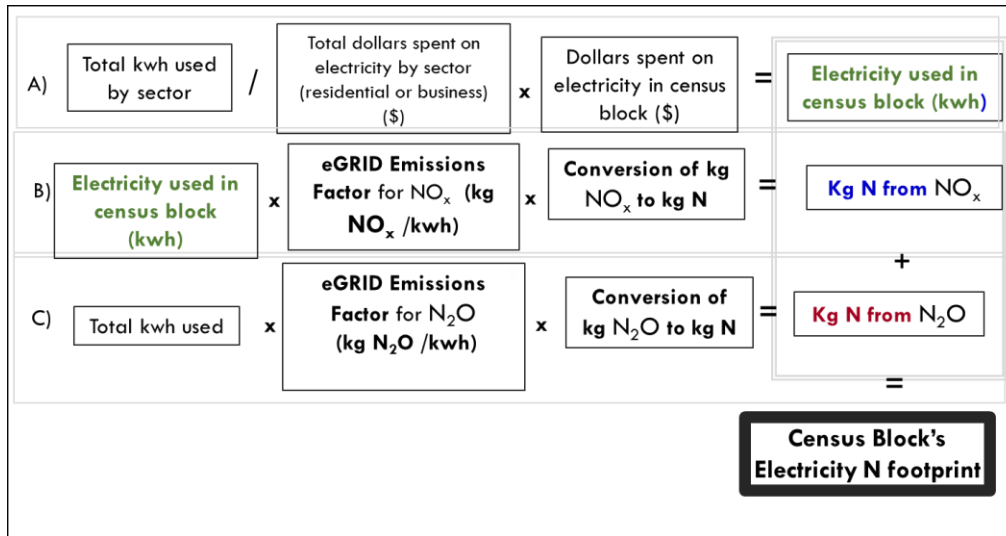 A)
Total kwh used
by sector
/
Total dollars spent on
electricity by sector
(residential or business)
($)
x
Dollars spent on
electricity in census
block ($)
=
Electricity used in
census block (kwh)
B)
Electricity used in
census block
(kwh)
x
eGRID Emissions
Factor for NOₓ (kg
NOₓ /kwh)
x
Conversion of kg
NOₓ to kg N
=
Kg N from NOₓ
+
C)
Total kwh used
x
eGRID Emissions
Factor for N₂O
(kg N₂O /kwh)
x
Conversion of
kg N₂O to kg N
=
Kg N from N₂O
=
Census Block's
Electricity N footprint